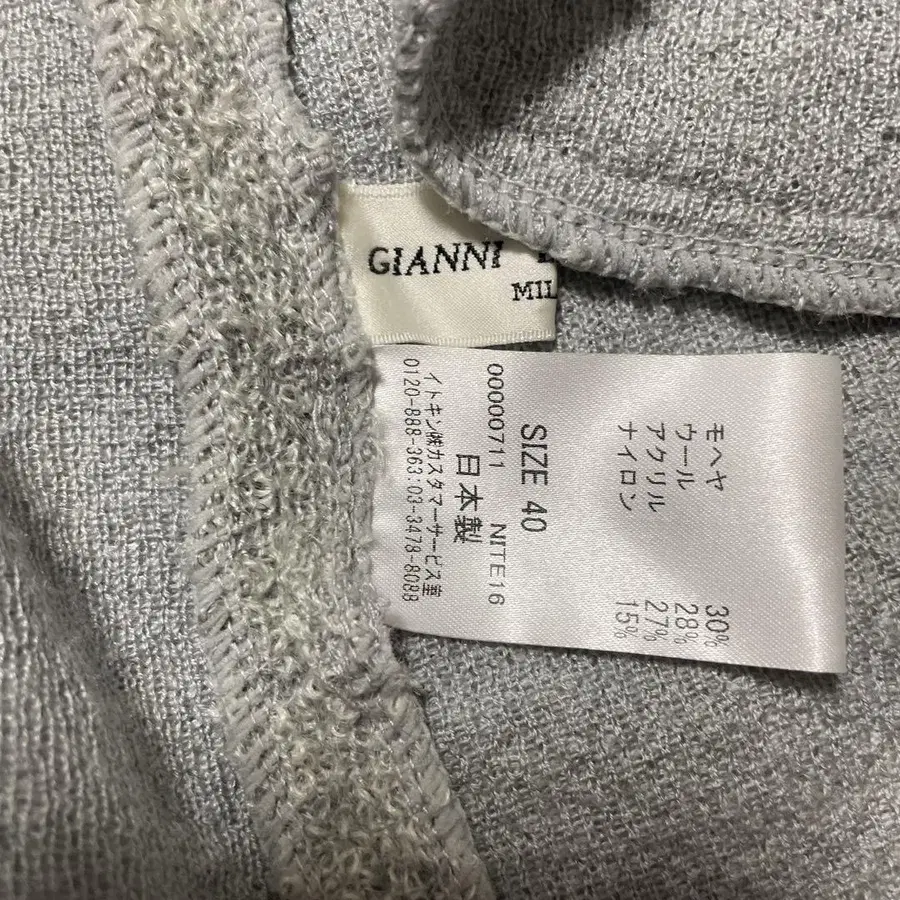 GIANNI
MIL
モヘヤ 30%
ウール 28%
アクリル 27%
ナイロン 15%
SIZE 40
00000711 NITE16
日本製
イトキン㈱カスタマーサービス室
0120-888-363:03-3478-8088